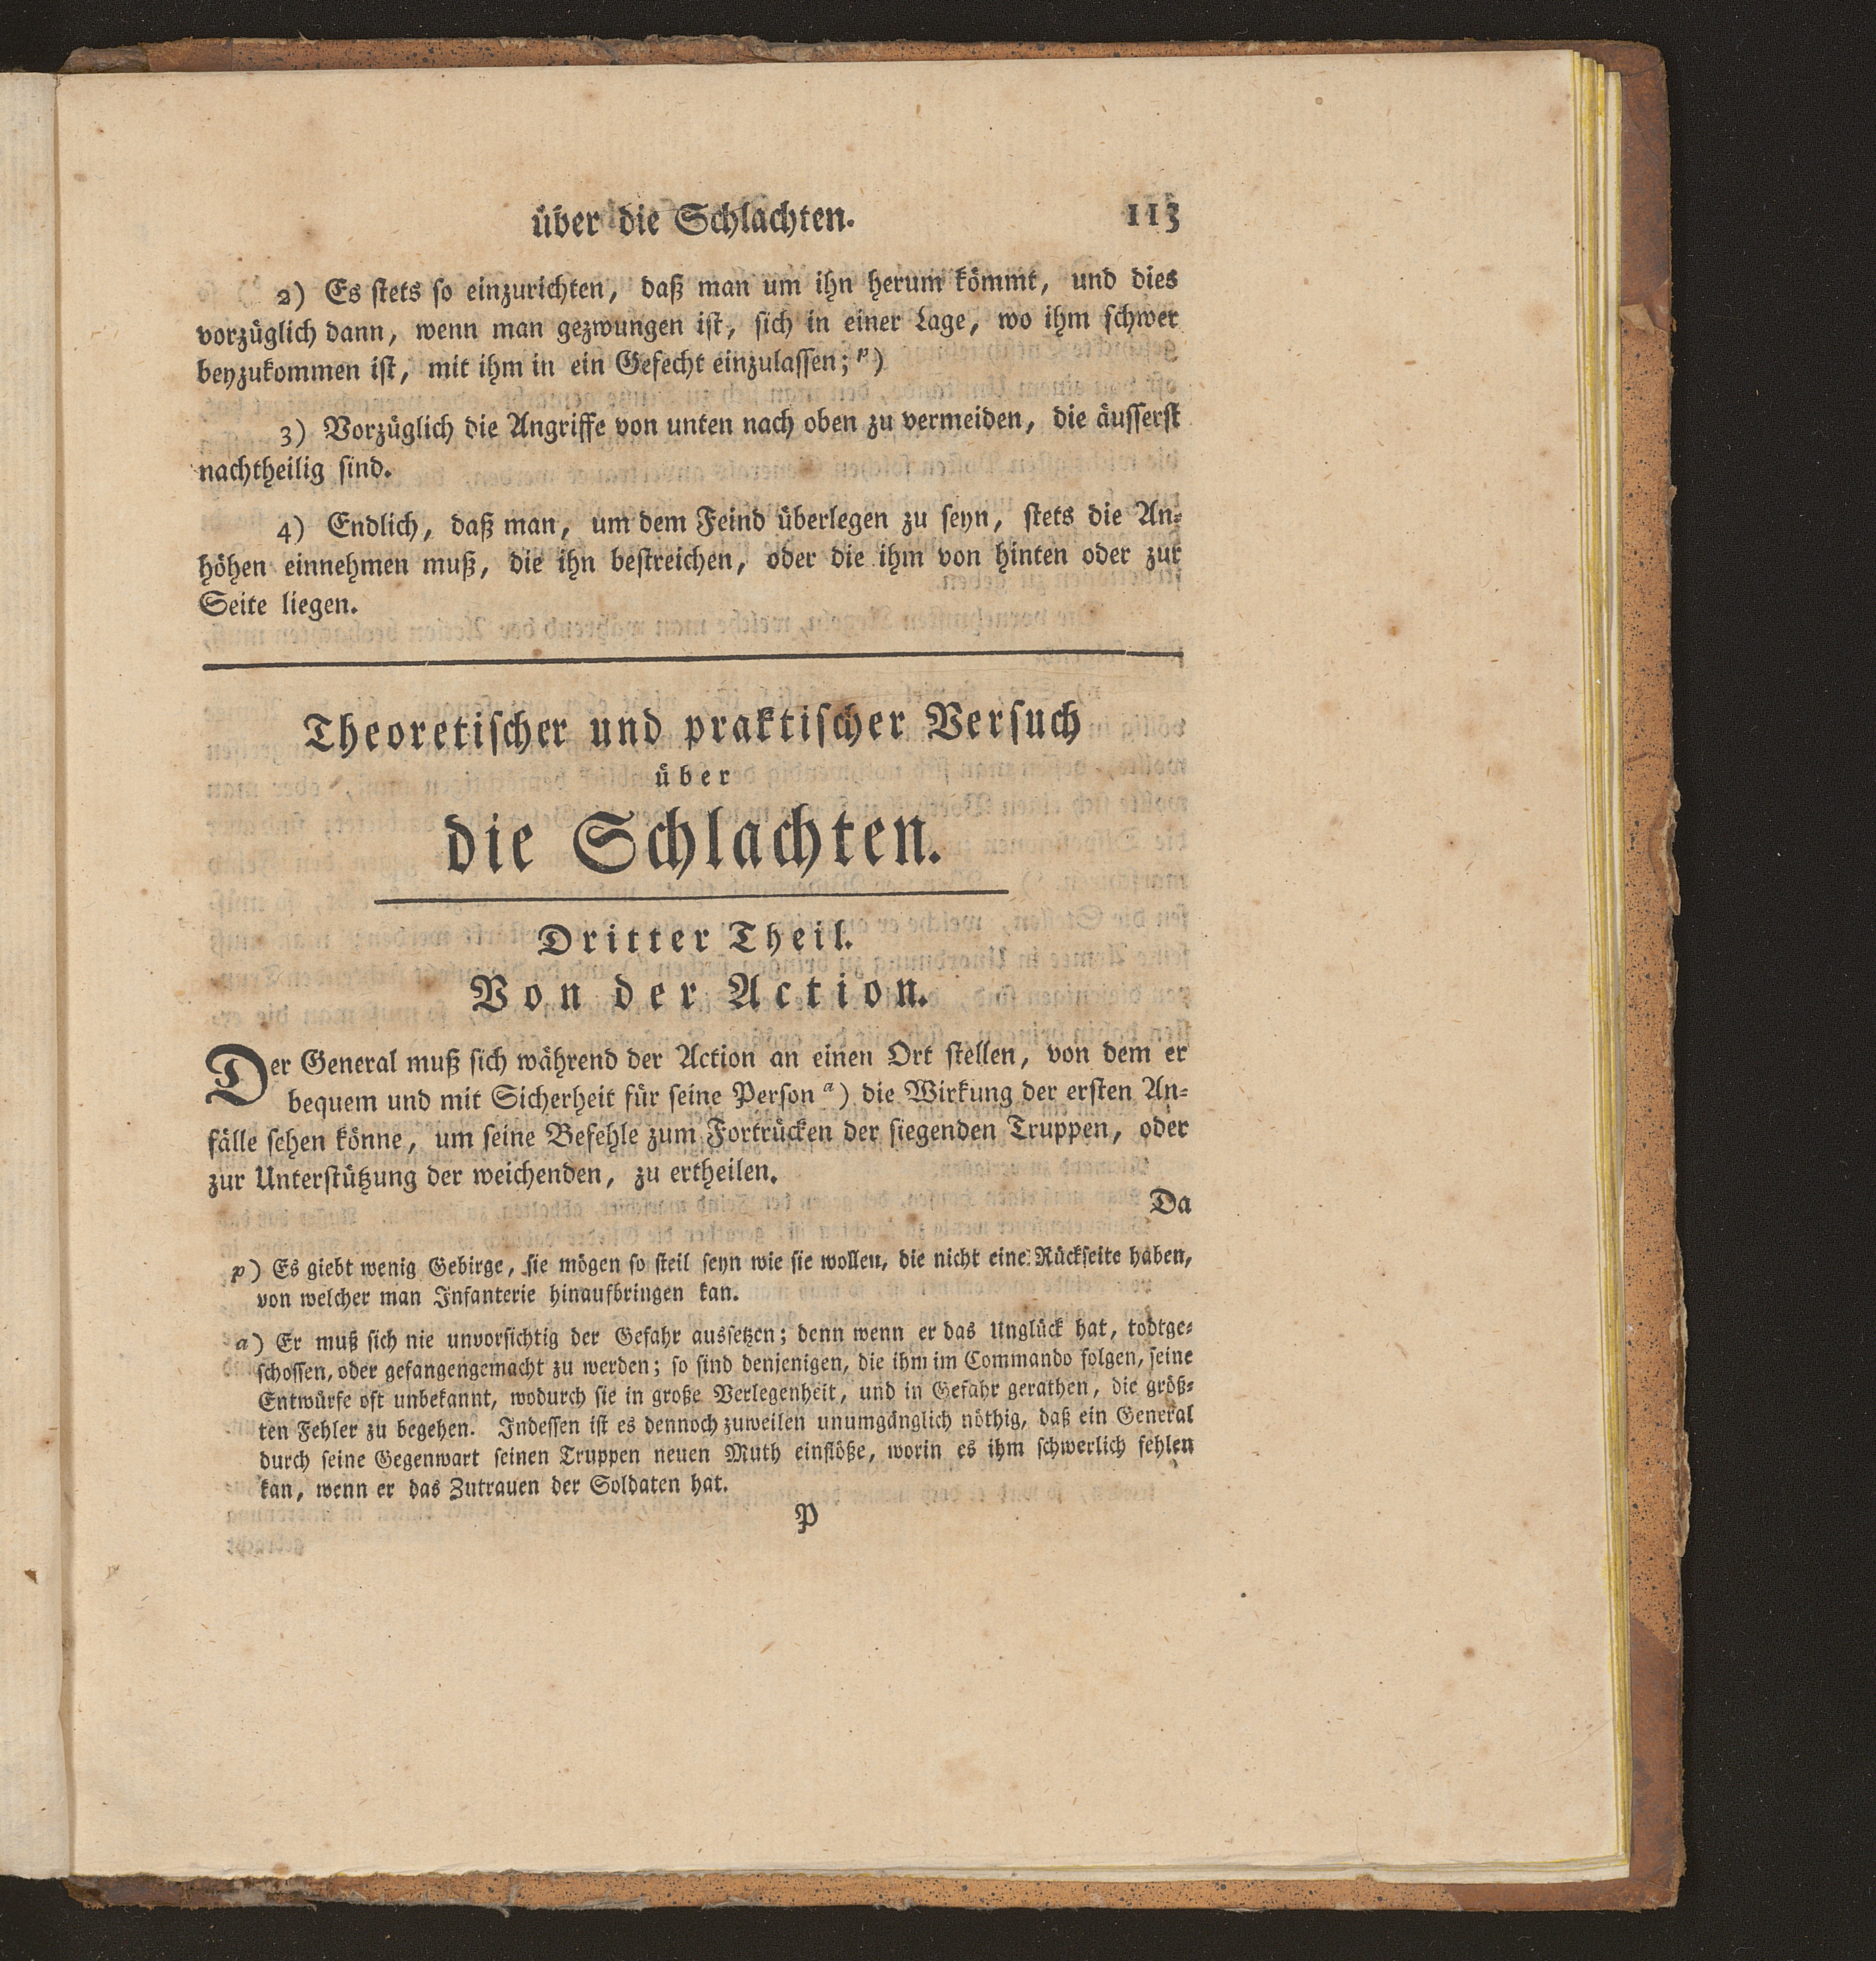 über die Schlachten. 113
2) Es stets so einzurichten, daß man um ihn herum kömmt, und dies
vorzüglich dann, wenn man gezwungen ist, sich in einer Lage, wo ihm schwer
beyzukommen ist, mit ihm in ein Gefecht einzulassen; p)
3) Vorzüglich die Angriffe von unten nach oben zu vermeiden, die äusserst
nachtheilig sind.
4) Endlich, daß man, um dem Feind überlegen zu seyn, stets die An-
höhen einnehmen muß, die ihn bestreichen, oder die ihm von hinten oder zur
Seite liegen.
Theoretischer und praktischer Versuch
über
die Schlachten.
Dritter Theil.
Von der Action.
Der General muß sich während der Action an einen Ort stellen, von dem er
bequem und mit Sicherheit für seine Person a) die Wirkung der ersten An-
fälle sehen könne, um seine Befehle zum Fortrücken der siegenden Truppen, oder
zur Unterstützung der weichenden, zu ertheilen.
Da
p) Es giebt wenig Gebirge, sie mögen so steil seyn wie sie wollen, die nicht eine Rückseite haben,
von welcher man Infanterie hinaufbringen kan.
a) Er muß sich nie unvorsichtig der Gefahr aussetzen; denn wenn er das Unglück hat, todtge-
schossen, oder gefangengemacht zu werden; so sind denjenigen, die ihm im Commando folgen, seine
Entwürfe oft unbekannt, wodurch sie in große Verlegenheit, und in Gefahr gerathen, die größ-
ten Fehler zu begehen. Indessen ist es dennoch zuweilen unumgänglich nöthig, daß ein General
durch seine Gegenwart seinen Truppen neuen Muth einflöße, worin es ihm schwerlich fehlen
kan, wenn er das Zutrauen der Soldaten hat.
P